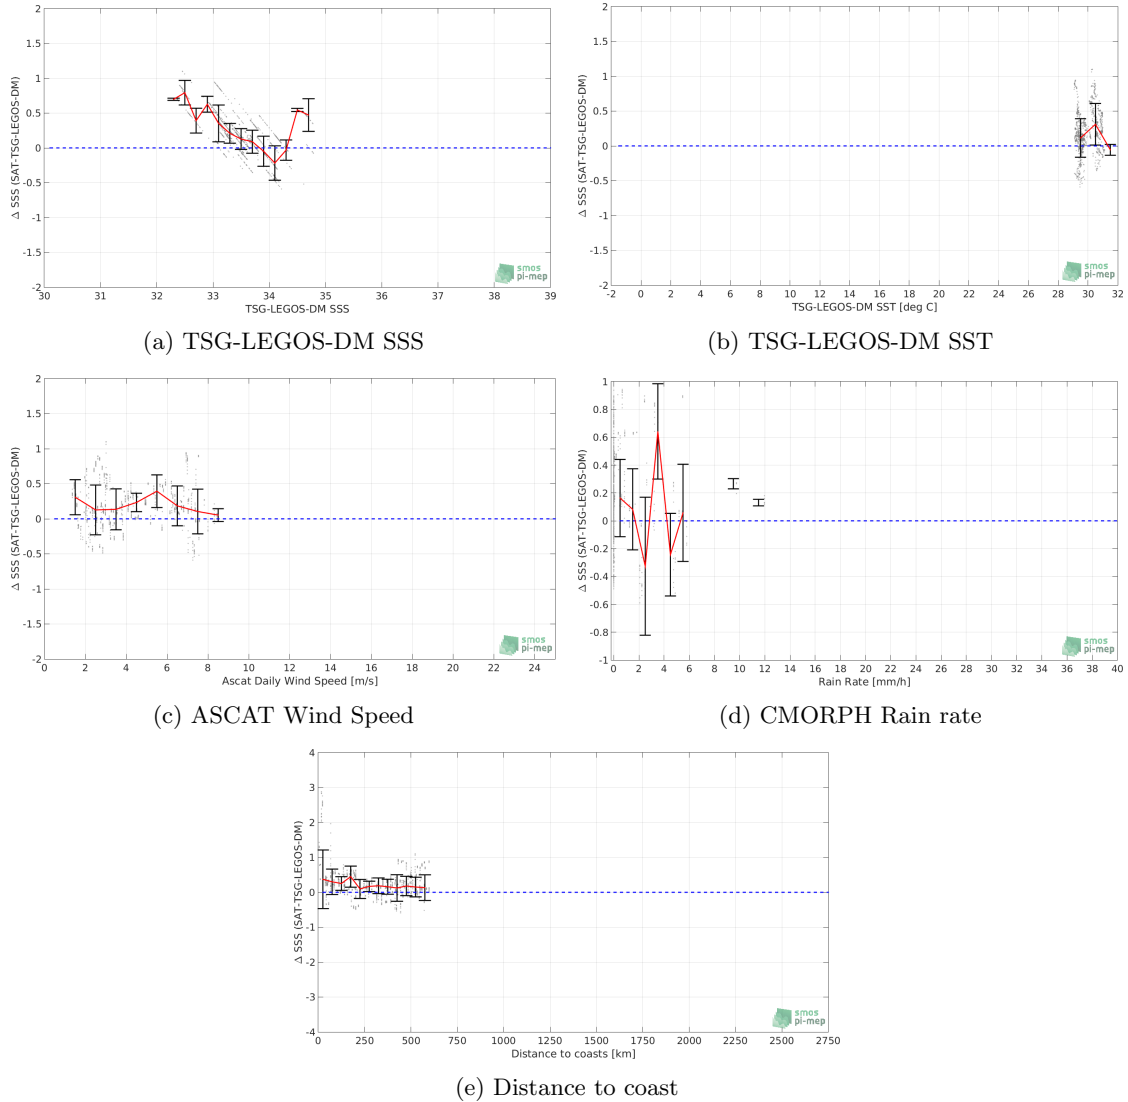 2
1.5
1
0.5
0
-0.5
-1
-1.5
-2
Δ SSS (SAT-TSG-LEGOS-DM)
30 31 32 33 34 35 36 37 38 39
TSG-LEGOS-DM SSS
smos
pi-mep
(a) TSG-LEGOS-DM SSS
2
1.5
1
0.5
0
-0.5
-1
-1.5
-2
Δ SSS (SAT-TSG-LEGOS-DM)
-2 0 2 4 6 8 10 12 14 16 18 20 22 24 26 28 30 32
TSG-LEGOS-DM SST [deg C]
smos
pi-mep
(b) TSG-LEGOS-DM SST
2
1.5
1
0.5
0
-0.5
-1
-1.5
-2
Δ SSS (SAT-TSG-LEGOS-DM)
0 2 4 6 8 10 12 14 16 18 20 22 24
Ascat Daily Wind Speed [m/s]
smos
pi-mep
(c) ASCAT Wind Speed
1
0.8
0.6
0.4
0.2
0
-0.2
-0.4
-0.6
-0.8
-1
Δ SSS (SAT-TSG-LEGOS-DM)
0 2 4 6 8 10 12 14 16 18 20 22 24 26 28 30 32 34 36 38 40
Rain Rate [mm/h]
smos
pi-mep
(d) CMORPH Rain rate
4
3
2
1
0
-1
-2
-3
-4
Δ SSS (SAT-TSG-LEGOS-DM)
0 250 500 750 1000 1250 1500 1750 2000 2250 2500 2750
Distance to coasts [km]
smos
pi-mep
(e) Distance to coast